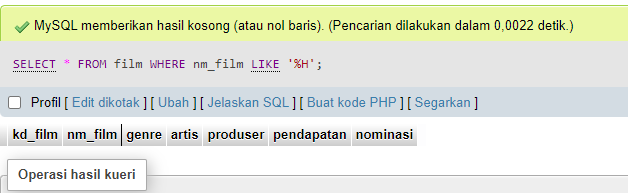 MySQL memberikan hasil kosong (atau nol baris). (Pencarian dilakukan dalam 0,0022 detik.)
SELECT * FROM film WHERE nm_film LIKE '%H';
Profil [ Edit dikotak ] [ Ubah ] [ Jelaskan SQL ] [ Buat kode PHP ] [ Segarkan ]
kd_film nm_film genre artis produser pendapatan nominasi
Operasi hasil kueri